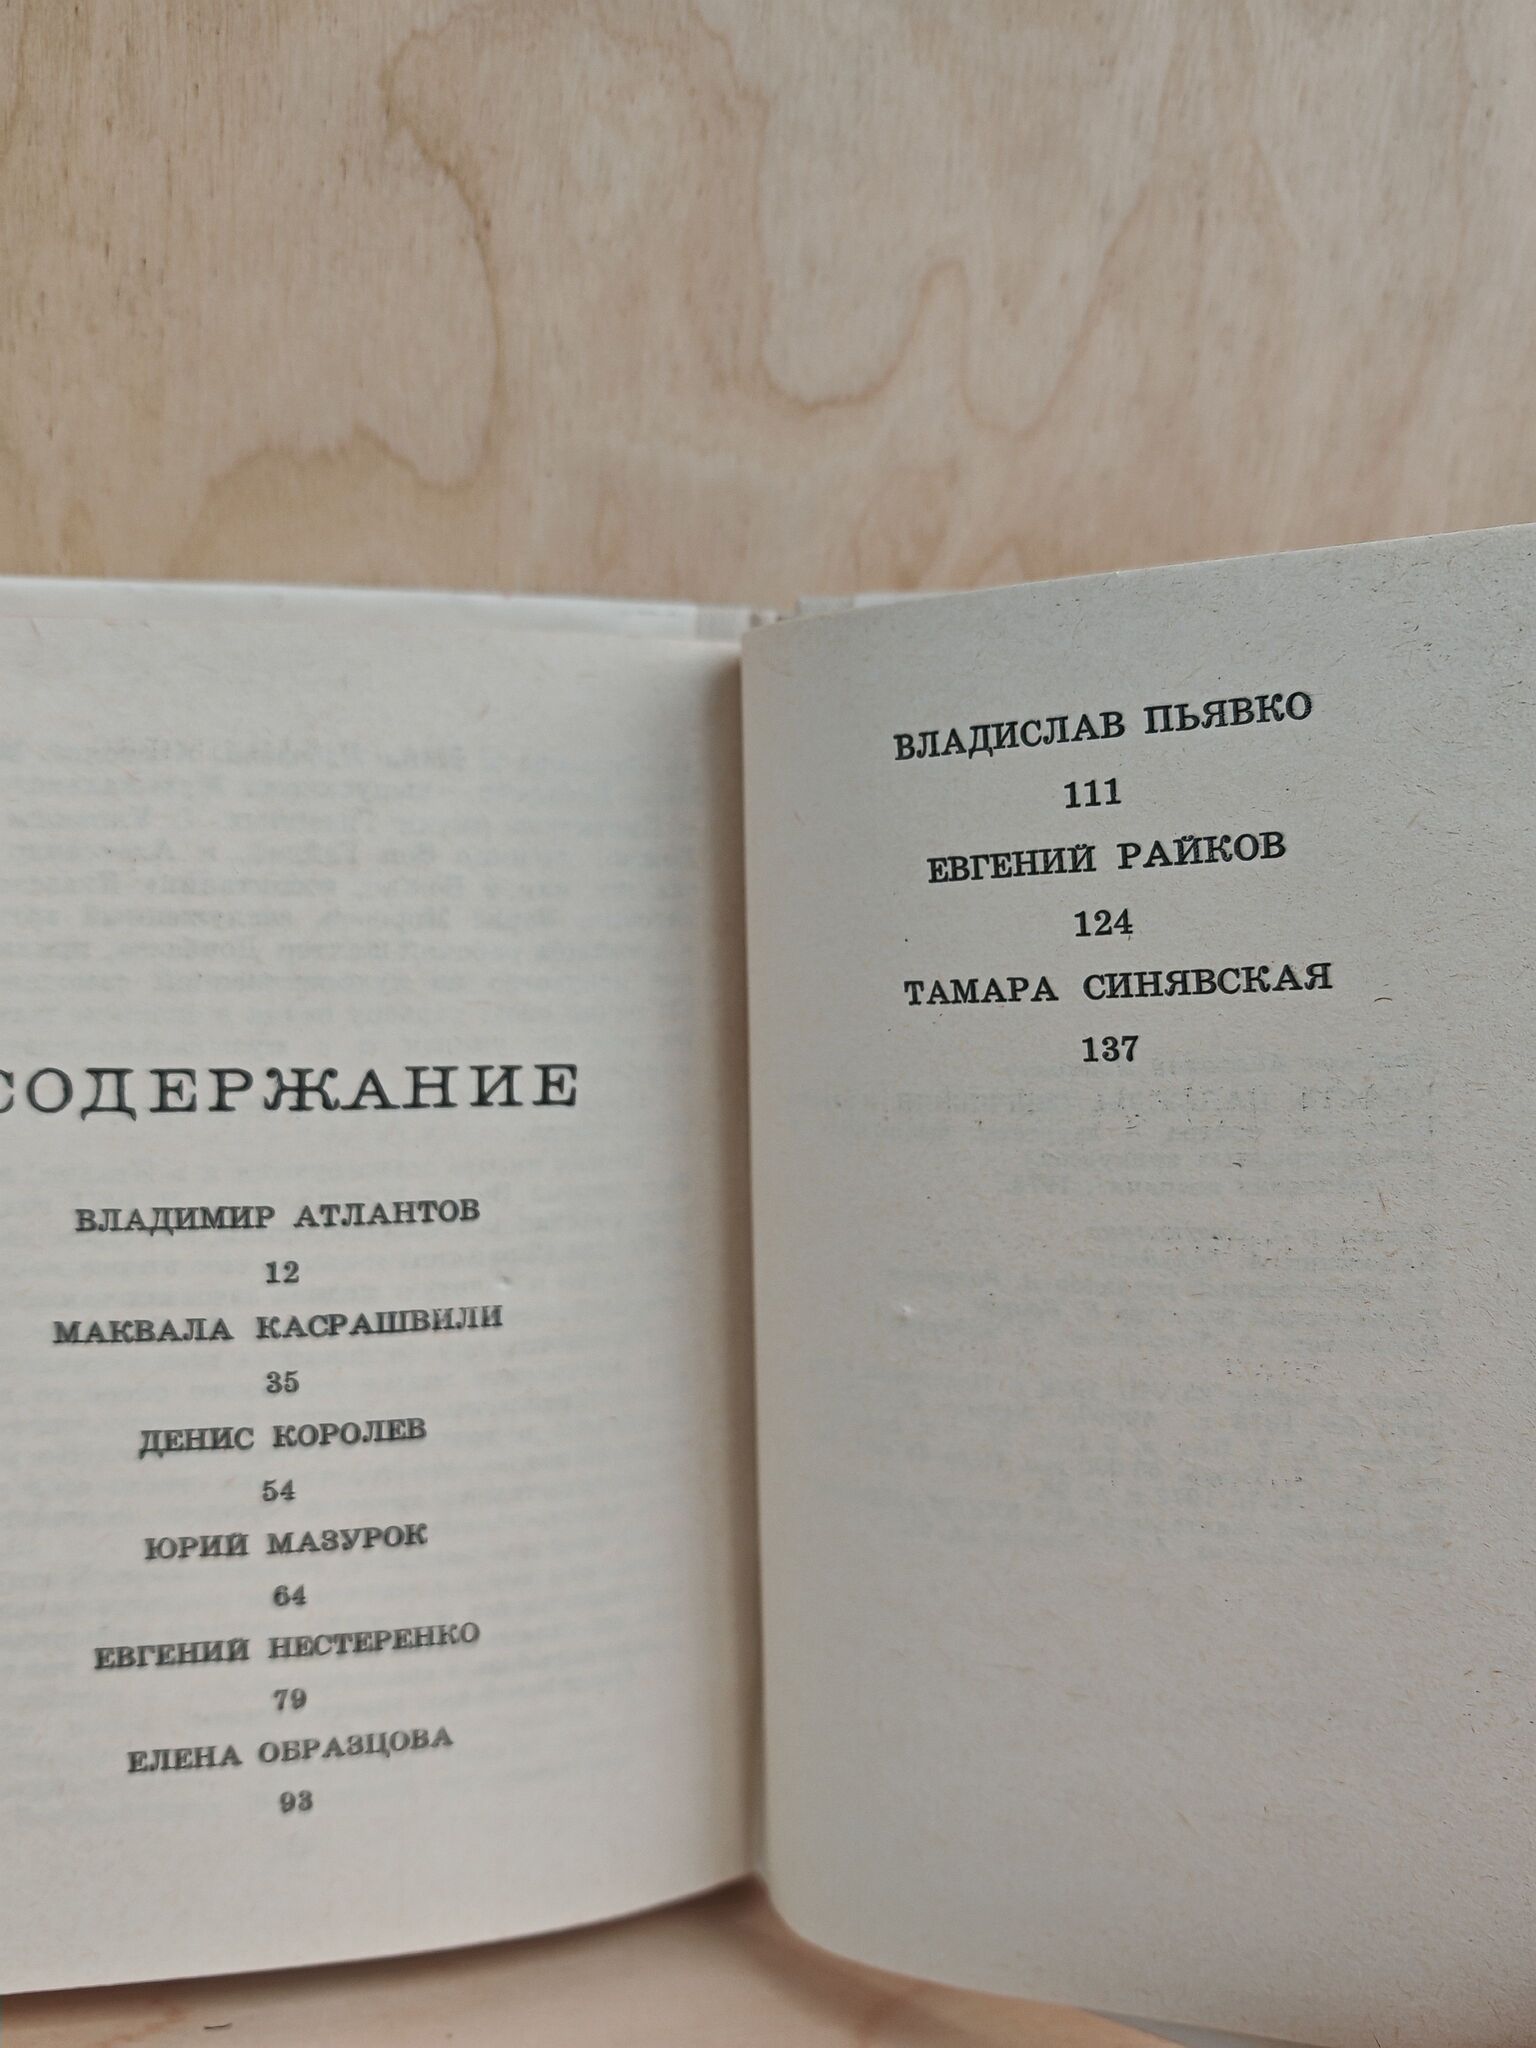 СОДЕРЖАНИЕ
ВЛАДИМИР АТЛАНТОВ
12
МАКВАЛА КАСРАШВИЛИ
35
ДЕНИС КОРОЛЕВ
54
ЮРИЙ МАЗУРОК
64
ЕВГЕНИЙ НЕСТЕРЕНКО
79
ЕЛЕНА ОБРАЗЦОВА
93
ВЛАДИСЛАВ ПЬЯВКО
111
ЕВГЕНИЙ РАЙКОВ
124
ТАМАРА СИНЯВСКАЯ
137